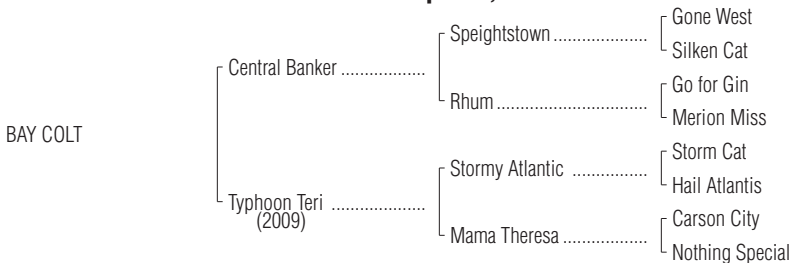 Gone West
Speightstown ....................
Silken Cat
Central Banker ..................
Go for Gin
Rhum ................................
Merion Miss
BAY COLT
Storm Cat
Stormy Atlantic ................
Hail Atlantis
Typhoon Teri ....................
(2009)
Carson City
Mama Theresa ..................
Nothing Special